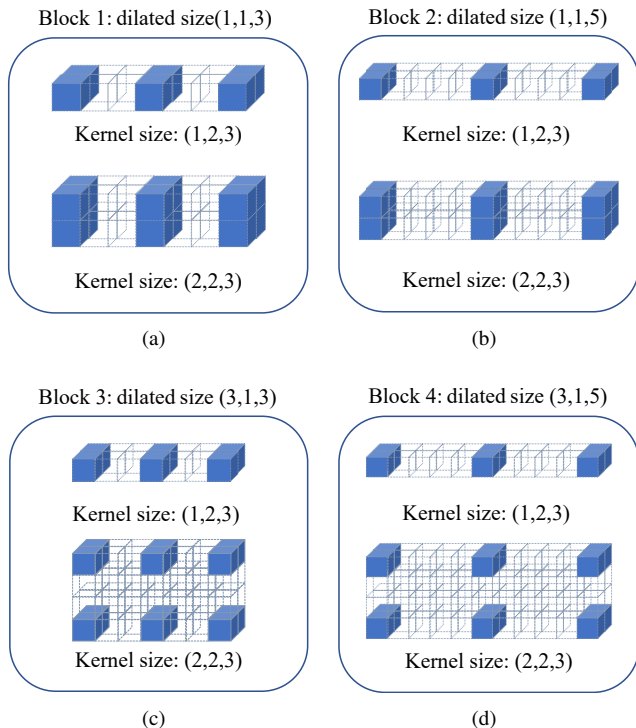 Block 1: dilated size(1,1,3)
Kernel size: (1,2,3)
Kernel size: (2,2,3)
(a)
Block 2: dilated size (1,1,5)
Kernel size: (1,2,3)
Kernel size: (2,2,3)
(b)
Block 3: dilated size (3,1,3)
Kernel size: (1,2,3)
Kernel size: (2,2,3)
(c)
Block 4: dilated size (3,1,5)
Kernel size: (1,2,3)
Kernel size: (2,2,3)
(d)